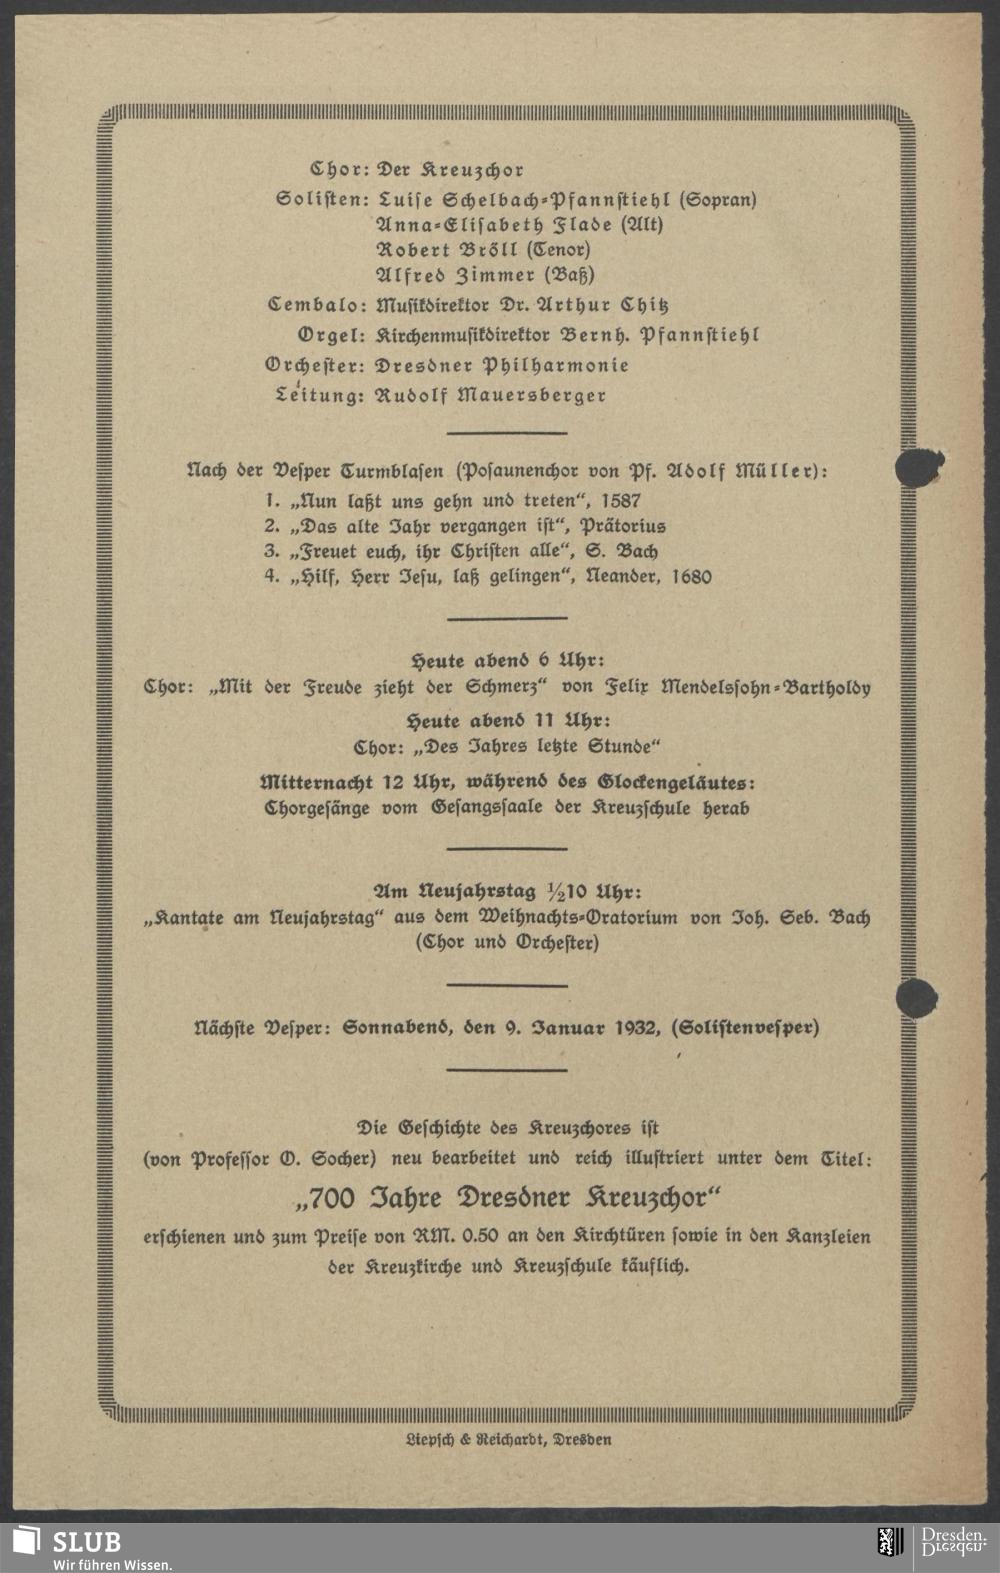 Chor: Der Kreuzchor
Solisten: Luise Schelbach-Pfannstiehl (Sopran)
Anna-Elisabeth Flade (Alt)
Robert Bröll (Tenor)
Alfred Zimmer (Baß)
Cembalo: Musikdirektor Dr. Arthur Chitz
Orgel: Kirchenmusikdirektor Bernh. Pfannstiehl
Orchester: Dresdner Philharmonie
Leitung: Rudolf Mauersberger
Nach der Vesper Turmblasen (Posaunenchor von Pf. Adolf Müller):
1. „Nun laßt uns gehn und treten“, 1587
2. „Das alte Jahr vergangen ist“, Prätorius
3. „Freuet euch, ihr Christen alle“, S. Bach
4. „Hilf, Herr Jesu, laß gelingen“, Neander, 1680
Heute abend 6 Uhr:
Chor: „Mit der Freude zieht der Schmerz“ von Felix Mendelssohn-Bartholdy
Heute abend 11 Uhr:
Chor: „Des Jahres letzte Stunde“
Mitternacht 12 Uhr, während des Glockengeläutes:
Chorgesänge vom Gesangssaale der Kreuzschule herab
Am Neujahrstag ½10 Uhr:
„Kantate am Neujahrstag“ aus dem Weihnachts-Oratorium von Joh. Seb. Bach
(Chor und Orchester)
Nächste Vesper: Sonnabend, den 9. Januar 1932, (Solistenvesper)
Die Geschichte des Kreuzchores ist
(von Professor O. Socher) neu bearbeitet und reich illustriert unter dem Titel:
„700 Jahre Dresdner Kreuzchor“
erschienen und zum Preise von RM. 0.50 an den Kirchtüren sowie in den Kanzleien
der Kreuzkirche und Kreuzschule käuflich.
Liepsch & Reichardt, Dresden
SLUB
Wir führen Wissen.
Dresden.
Dresden.